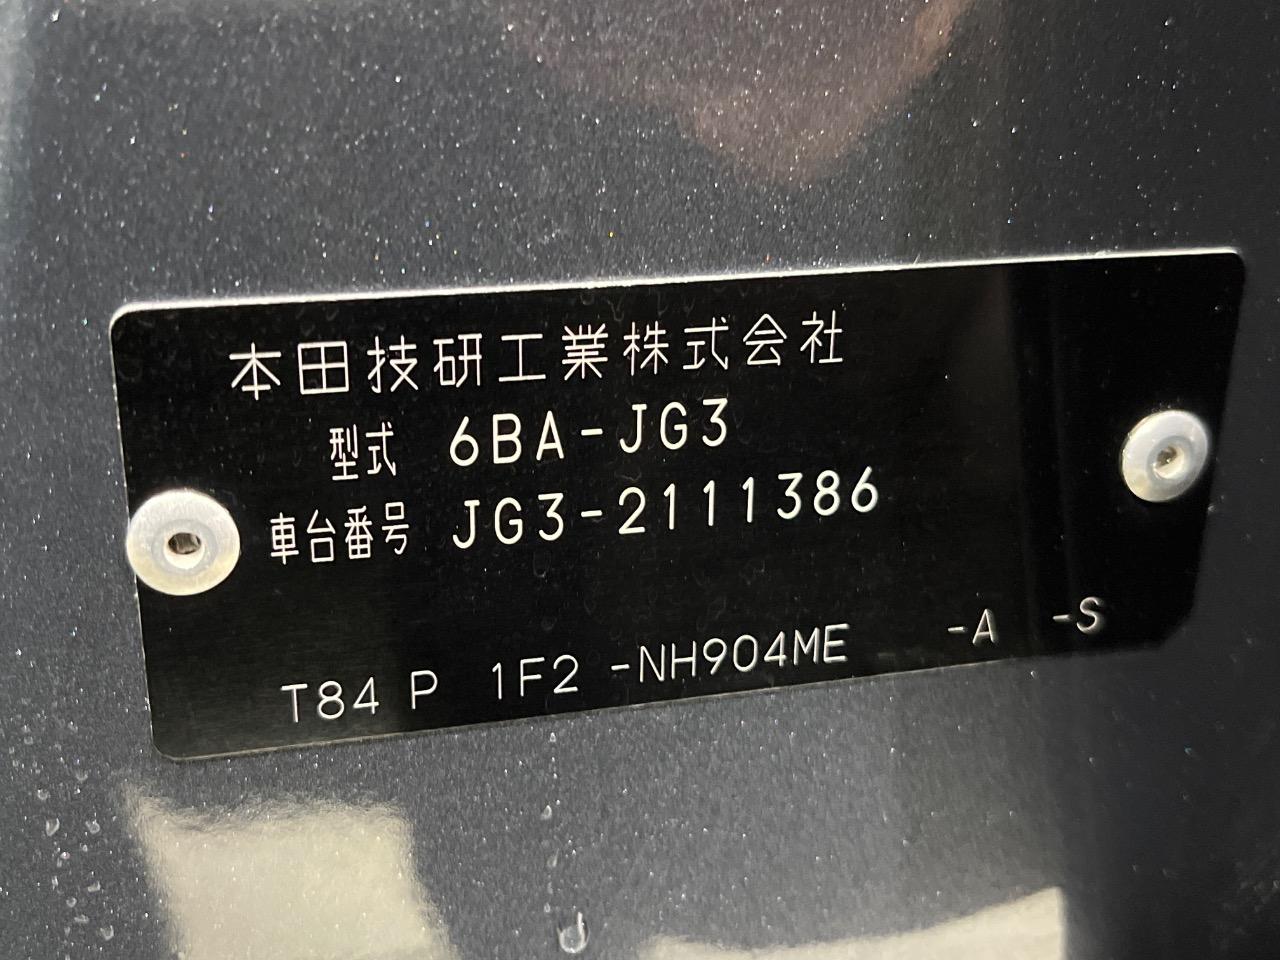 本田技研工業株式会社
型式 6BA-JG3
車台番号 JG3-2111386
T84 P 1F2 -NH904ME -A -S